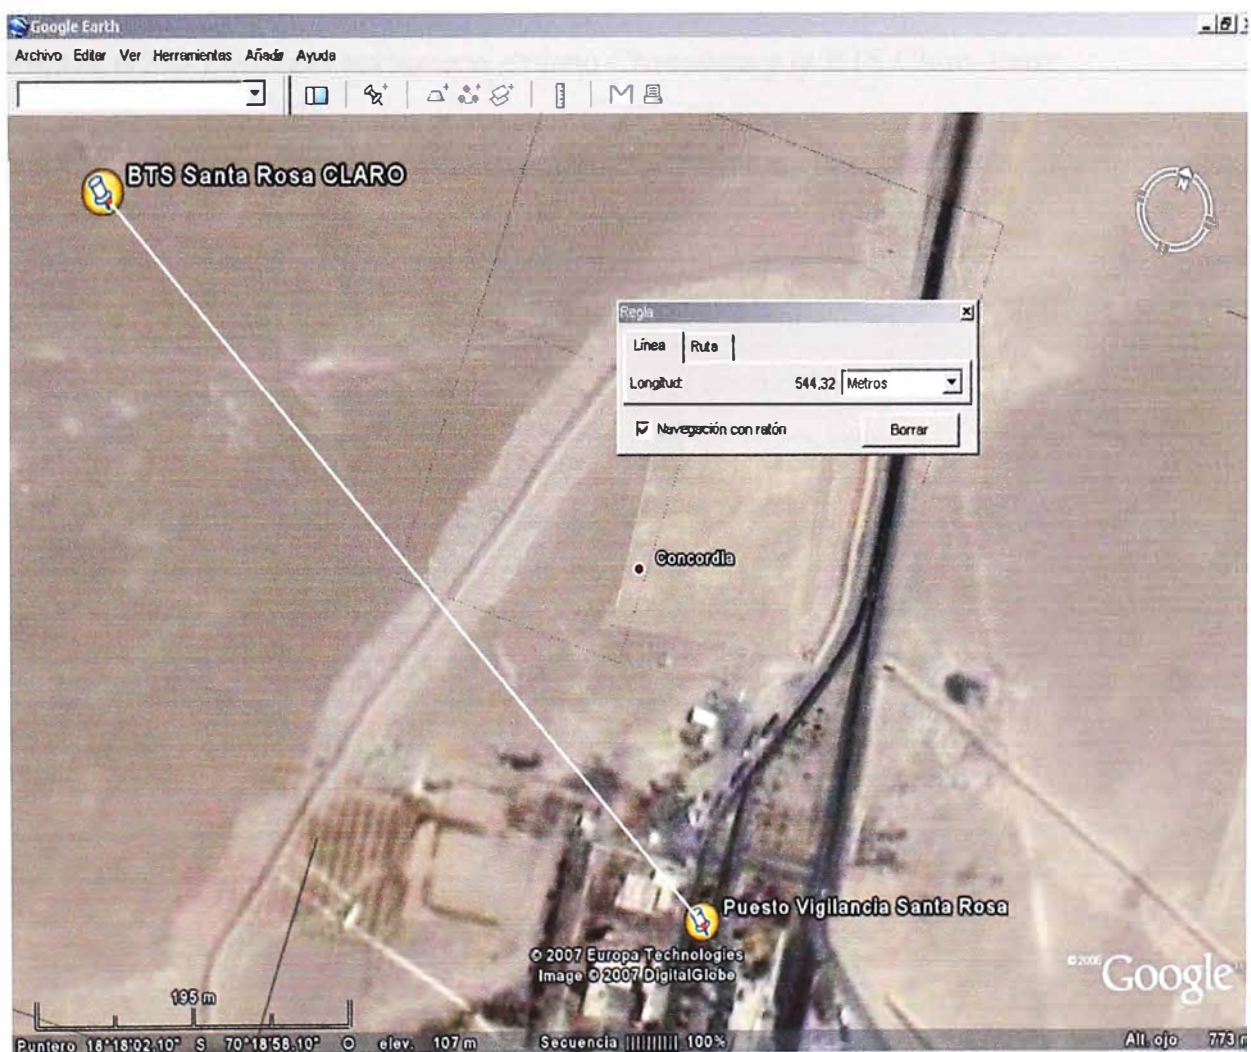 Google Earth
Archivo Editar Ver Herramientas Añadir Ayuda
BTS Santa Rosa CLARO
N
Regla
Línea Ruta
Longitud: 544,32 Metros
Navegación con ratón Borrar
Concordia
Puesto Vigilancia Santa Rosa
© 2007 Europa Technologies
Image © 2007 DigitalGlobe
©2006 Google
195 m
Puntero 18°18'02.10" S 70°18'58.10" O elev. 107 m Secuencia 100% Alt. ojo 773 m